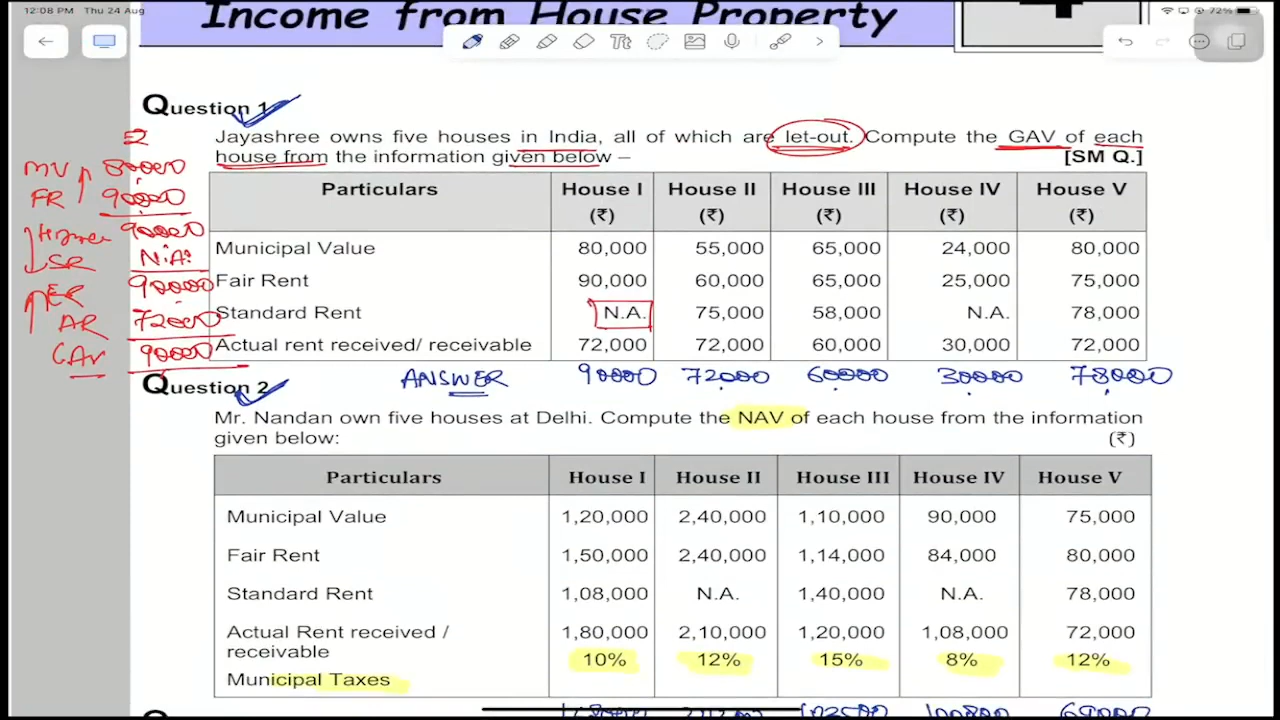 12:08 PM Thu 24 Aug
72%
Income from House Property
Question 1
Jayashree owns five houses in India, all of which are let-out. Compute the GAV of each
house from the information given below – [SM Q.]
Particulars House I (₹) House II (₹) House III (₹) House IV (₹) House V (₹)
Municipal Value 80,000 55,000 65,000 24,000 80,000
Fair Rent 90,000 60,000 65,000 25,000 75,000
Standard Rent N.A. 75,000 58,000 N.A. 78,000
Actual rent received/ receivable 72,000 72,000 60,000 30,000 72,000
ANSWER 90000 72000 60000 30000 78000
MV 80000
FR 90000
Higher 90000
SR N.A.
ER 90000
AR 72000
GAV 90000
Question 2
Mr. Nandan own five houses at Delhi. Compute the NAV of each house from the information
given below: (₹)
Particulars House I House II House III House IV House V
Municipal Value 1,20,000 2,40,000 1,10,000 90,000 75,000
Fair Rent 1,50,000 2,40,000 1,14,000 84,000 80,000
Standard Rent 1,08,000 N.A. 1,40,000 N.A. 78,000
Actual Rent received / 1,80,000 2,10,000 1,20,000 1,08,000 72,000
receivable
Municipal Taxes 10% 12% 15% 8% 12%